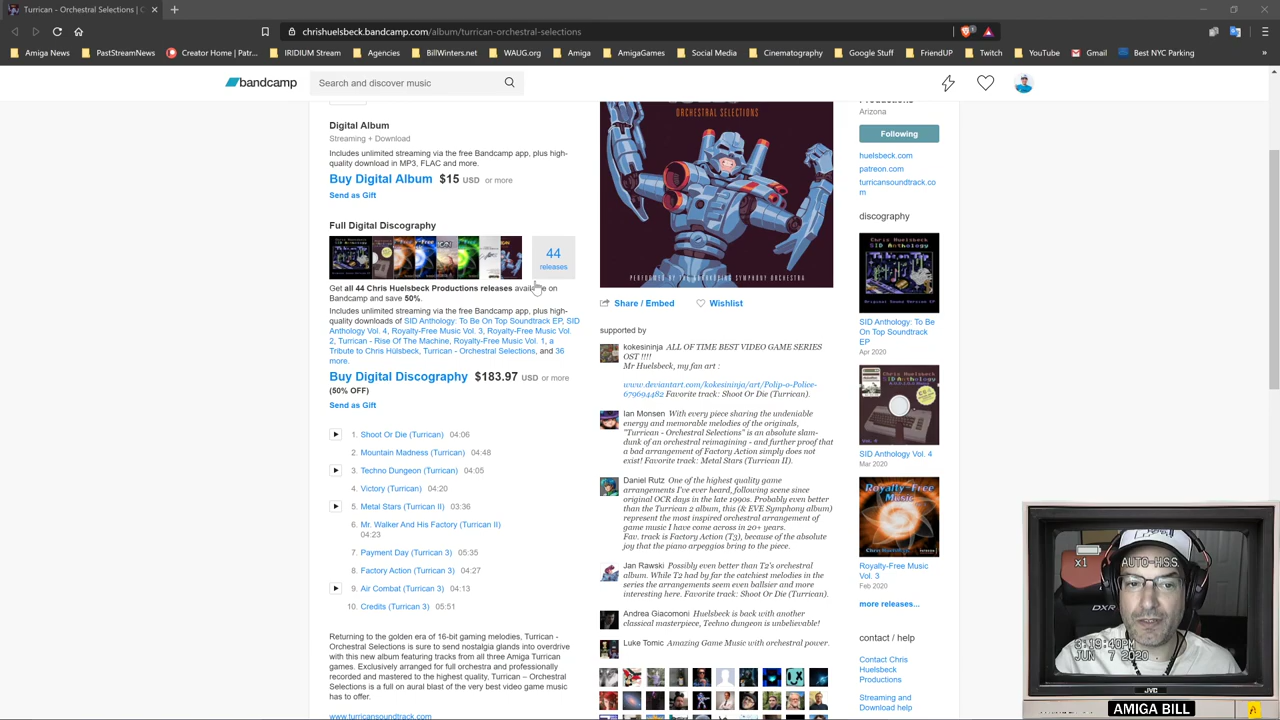 Turrican - Orchestral Selections | C
chrishuelsbeck.bandcamp.com/album/turrican-orchestral-selections
Amiga News
PastStreamNews
Creator Home | Patr...
IRIDIUM Stream
Agencies
BillWinters.net
WAUG.org
Amiga
AmigaGames
Social Media
Cinematography
Google Stuff
FriendUP
Twitch
YouTube
Gmail
Best NYC Parking
bandcamp
Search and discover music
Digital Album
Streaming + Download
Includes unlimited streaming via the free Bandcamp app, plus high-
quality download in MP3, FLAC and more.
Buy Digital Album $15 USD or more
Send as Gift
Full Digital Discography
44
releases
Get all 44 Chris Huelsbeck Productions releases available on
Bandcamp and save 50%.
Includes unlimited streaming via the free Bandcamp app, plus high-
quality downloads of SID Anthology: To Be On Top Soundtrack EP, SID
Anthology Vol. 4, Royalty-Free Music Vol. 3, Royalty-Free Music Vol.
2, Turrican - Rise Of The Machine, Royalty-Free Music Vol. 1, a
Tribute to Chris Hülsbeck, Turrican - Orchestral Selections, and 36
more.
Buy Digital Discography $183.97 USD or more
(50% OFF)
Send as Gift
1. Shoot Or Die (Turrican) 04:06
2. Mountain Madness (Turrican) 04:48
3. Techno Dungeon (Turrican) 04:05
4. Victory (Turrican) 04:20
5. Metal Stars (Turrican II) 03:36
6. Mr. Walker And His Factory (Turrican II)
04:23
7. Payment Day (Turrican 3) 05:35
8. Factory Action (Turrican 3) 04:27
9. Air Combat (Turrican 3) 04:13
10. Credits (Turrican 3) 05:51
Returning to the golden era of 16-bit gaming melodies, Turrican -
Orchestral Selections is sure to send nostalgia glands into overdrive
with this new album featuring tracks from all three Amiga Turrican
games. Exclusively arranged for full orchestra and professionally
recorded and mastered to the highest quality, Turrican – Orchestral
Selections is a full on aural blast of the very best video game music
has to offer.
www.turricansoundtrack.com
ORCHESTRAL SELECTIONS
Share / Embed
Wishlist
supported by
kokesininja ALL OF TIME BEST VIDEO GAME SERIES
OST !!!!
Mr Huelsbeck, my fan art :
www.deviantart.com/kokesininja/art/Polip-o-Police-
679694482 Favorite track: Shoot Or Die (Turrican).
Ian Monsen With every piece sharing the undeniable
energy and memorable melodies of the originals,
"Turrican - Orchestral Selections" is an absolute slam-
dunk of an orchestral reimagining - and further proof that
a bad arrangement of Factory Action simply does not
exist! Favorite track: Metal Stars (Turrican II).
Daniel Rutz One of the highest quality game
arrangements I've ever heard, following scene since
original OCR days in the late 1990s. Probably even better
than the Turrican 2 album, this (& EVE Symphony album)
represent the most inspired orchestral arrangement of
game music I have come across in 20+ years.
Fav. track is Factory Action (T3), because of the absolute
joy that the piano arpeggios bring to the piece.
Jan Rawski Possibly even better than T2's orchestral
album. While T2 had by far the catchiest melodies in the
series the arrangements seem even ballsier and more
interesting here. Favorite track: Shoot Or Die (Turrican).
Andrea Giacomoni Huelsbeck is back with another
classical masterpiece, Techno dungeon is unbelievable!
Luke Tomic Amazing Game Music with orchestral power.
Productions
Arizona
Following
huelsbeck.com
patreon.com
turricansoundtrack.co
m
discography
SID Anthology: To Be
On Top Soundtrack
EP
Apr 2020
SID Anthology Vol. 4
Mar 2020
Royalty-Free Music
Vol. 3
Feb 2020
more releases...
contact / help
Contact Chris
Huelsbeck
Productions
Streaming and
Download help
x1
AUTO-H.S.S.
DXR
JVC
AMIGA BILL